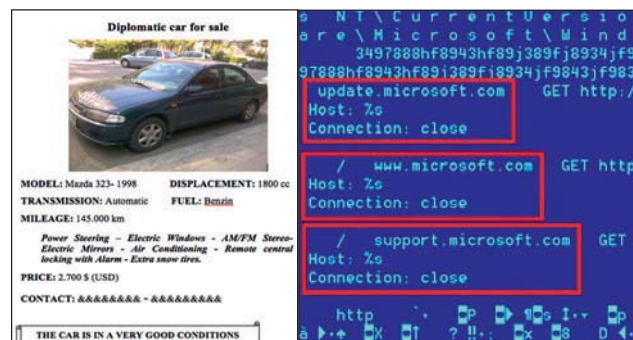 Diplomatic car for sale
MODEL: Mazda 323- 1998 DISPLACEMENT: 1800 cc
TRANSMISSION: Automatic FUEL: Benzin
MILEAGE: 145.000 km
Power Steering – Electric Windows - AM/FM Stereo-
Electric Mirrors - Air Conditioning - Remote central
locking with Alarm - Extra snow tires.
PRICE: 2.700 $ (USD)
CONTACT: &&&&&&&& - &&&&&&&&&
THE CAR IS IN A VERY GOOD CONDITIONS
s NT\CurrentVersio
are\Microsoft\Wind
3497888hf8943hf89j389fj8934jf9
97888hf8943hf89j389fj8934jf9843jf983
update.microsoft.com GET http:/
Host: %s
Connection: close
/ www.microsoft.com GET http
Host: %s
Connection: close
/ support.microsoft.com GET
Host: %s
Connection: close
http